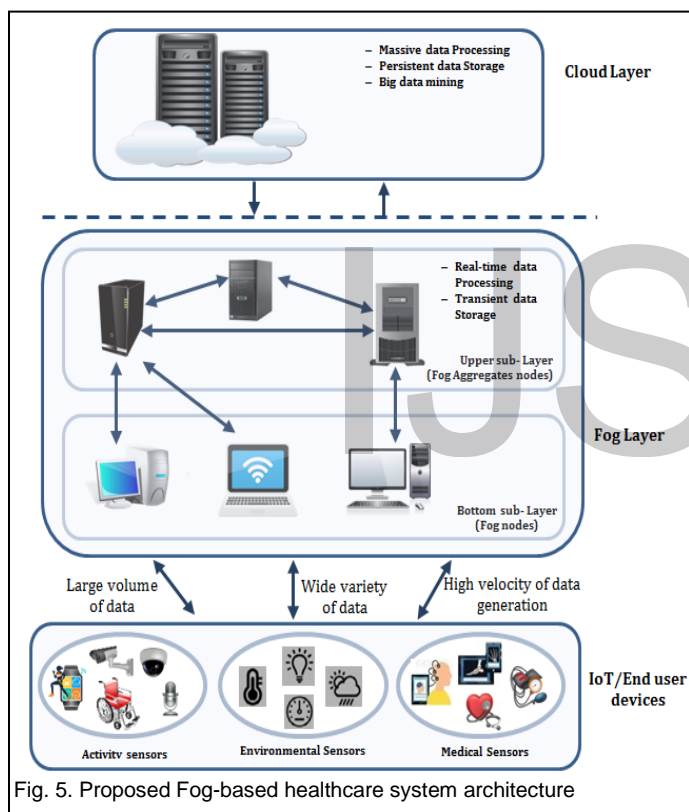 – Massive data Processing
– Persistent data Storage
– Big data mining
Cloud Layer
– Real-time data
Processing
– Transient data
Storage
Upper sub- Layer
(Fog Aggregates nodes)
IJS
Fog Layer
Bottom sub- Layer
(Fog nodes)
Large volume
of data
Wide variety
of data
High velocity of data
generation
IoT/End user
devices
Activity sensors
Environmental Sensors
Medical Sensors
Fig. 5. Proposed Fog-based healthcare system architecture